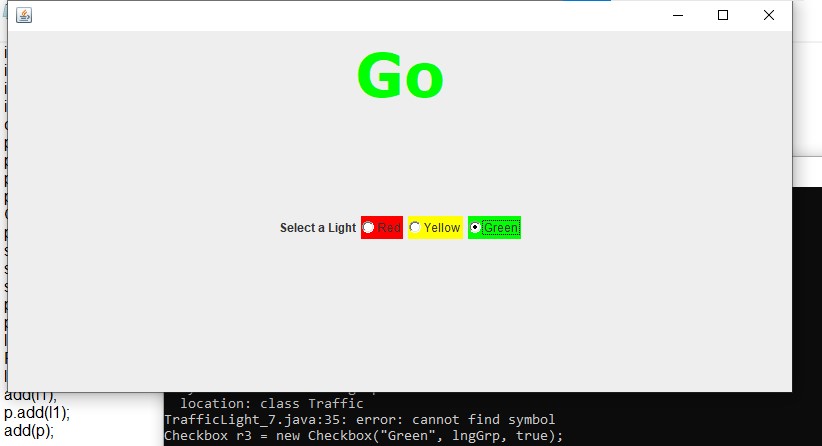 Go
Select a Light Red Yellow Green
add(l1);
p.add(l1);
add(p);
location: class Traffic
TrafficLight_7.java:35: error: cannot find symbol
Checkbox r3 = new Checkbox("Green", lngGrp, true);